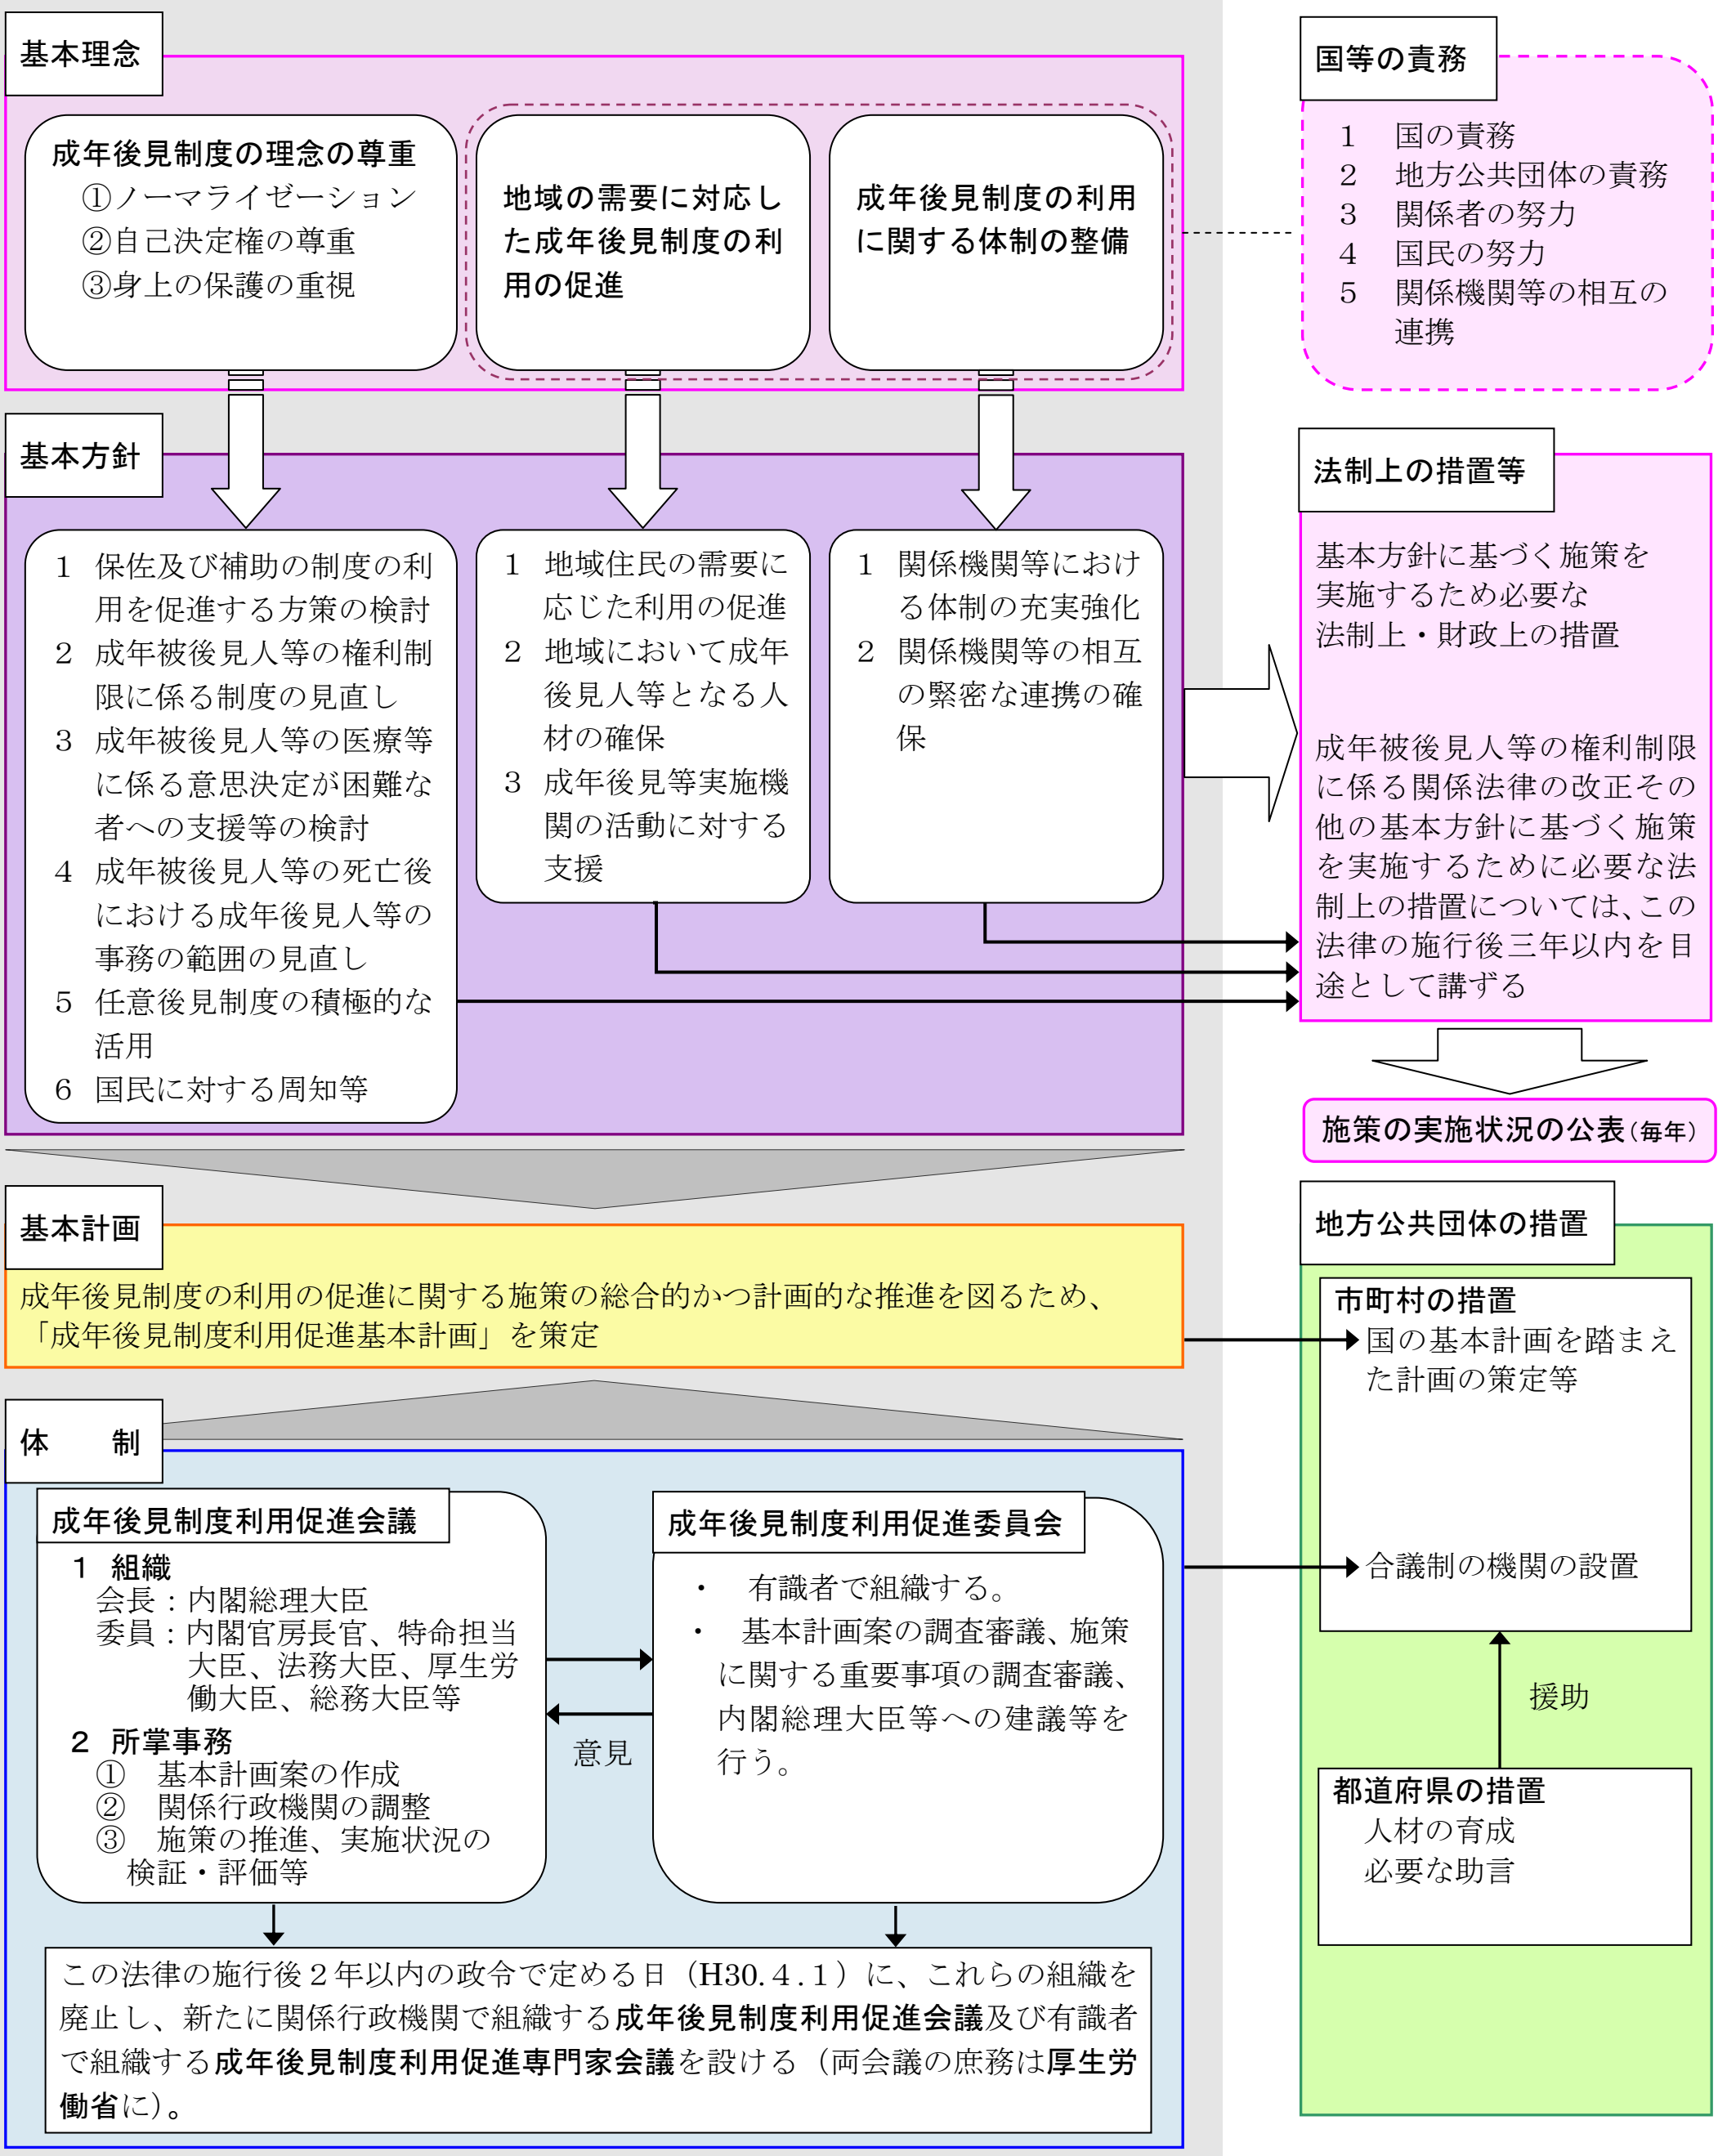 基本理念
成年後見制度の理念の尊重
①ノーマライゼーション
②自己決定権の尊重
③身上の保護の重視
地域の需要に対応し
た成年後見制度の利
用の促進
成年後見制度の利用
に関する体制の整備
国等の責務
1 国の責務
2 地方公共団体の責務
3 関係者の努力
4 国民の努力
5 関係機関等の相互の
連携
基本方針
1 保佐及び補助の制度の利
用を促進する方策の検討
2 成年被後見人等の権利制
限に係る制度の見直し
3 成年被後見人等の医療等
に係る意思決定が困難な
者への支援等の検討
4 成年被後見人等の死亡後
における成年後見人等の
事務の範囲の見直し
5 任意後見制度の積極的な
活用
6 国民に対する周知等
1 地域住民の需要に
応じた利用の促進
2 地域において成年
後見人等となる人
材の確保
3 成年後見等実施機
関の活動に対する
支援
1 関係機関等におけ
る体制の充実強化
2 関係機関等の相互
の緊密な連携の確
保
法制上の措置等
基本方針に基づく施策を
実施するため必要な
法制上・財政上の措置
成年被後見人等の権利制限
に係る関係法律の改正その
他の基本方針に基づく施策
を実施するために必要な法
制上の措置については、この
法律の施行後三年以内を目
途として講ずる
施策の実施状況の公表(毎年)
基本計画
成年後見制度の利用の促進に関する施策の総合的かつ計画的な推進を図るため、
「成年後見制度利用促進基本計画」を策定
体 制
成年後見制度利用促進会議
1 組織
会長:内閣総理大臣
委員:内閣官房長官、特命担当
大臣、法務大臣、厚生労
働大臣、総務大臣等
2 所掌事務
① 基本計画案の作成
② 関係行政機関の調整
③ 施策の推進、実施状況の
検証・評価等
意見
成年後見制度利用促進委員会
・ 有識者で組織する。
・ 基本計画案の調査審議、施策
に関する重要事項の調査審議、
内閣総理大臣等への建議等を
行う。
この法律の施行後2年以内の政令で定める日(H30.4.1)に、これらの組織を
廃止し、新たに関係行政機関で組織する成年後見制度利用促進会議及び有識者
で組織する成年後見制度利用促進専門家会議を設ける(両会議の庶務は厚生労
働省に)。
地方公共団体の措置
市町村の措置
国の基本計画を踏まえ
た計画の策定等
合議制の機関の設置
援助
都道府県の措置
人材の育成
必要な助言